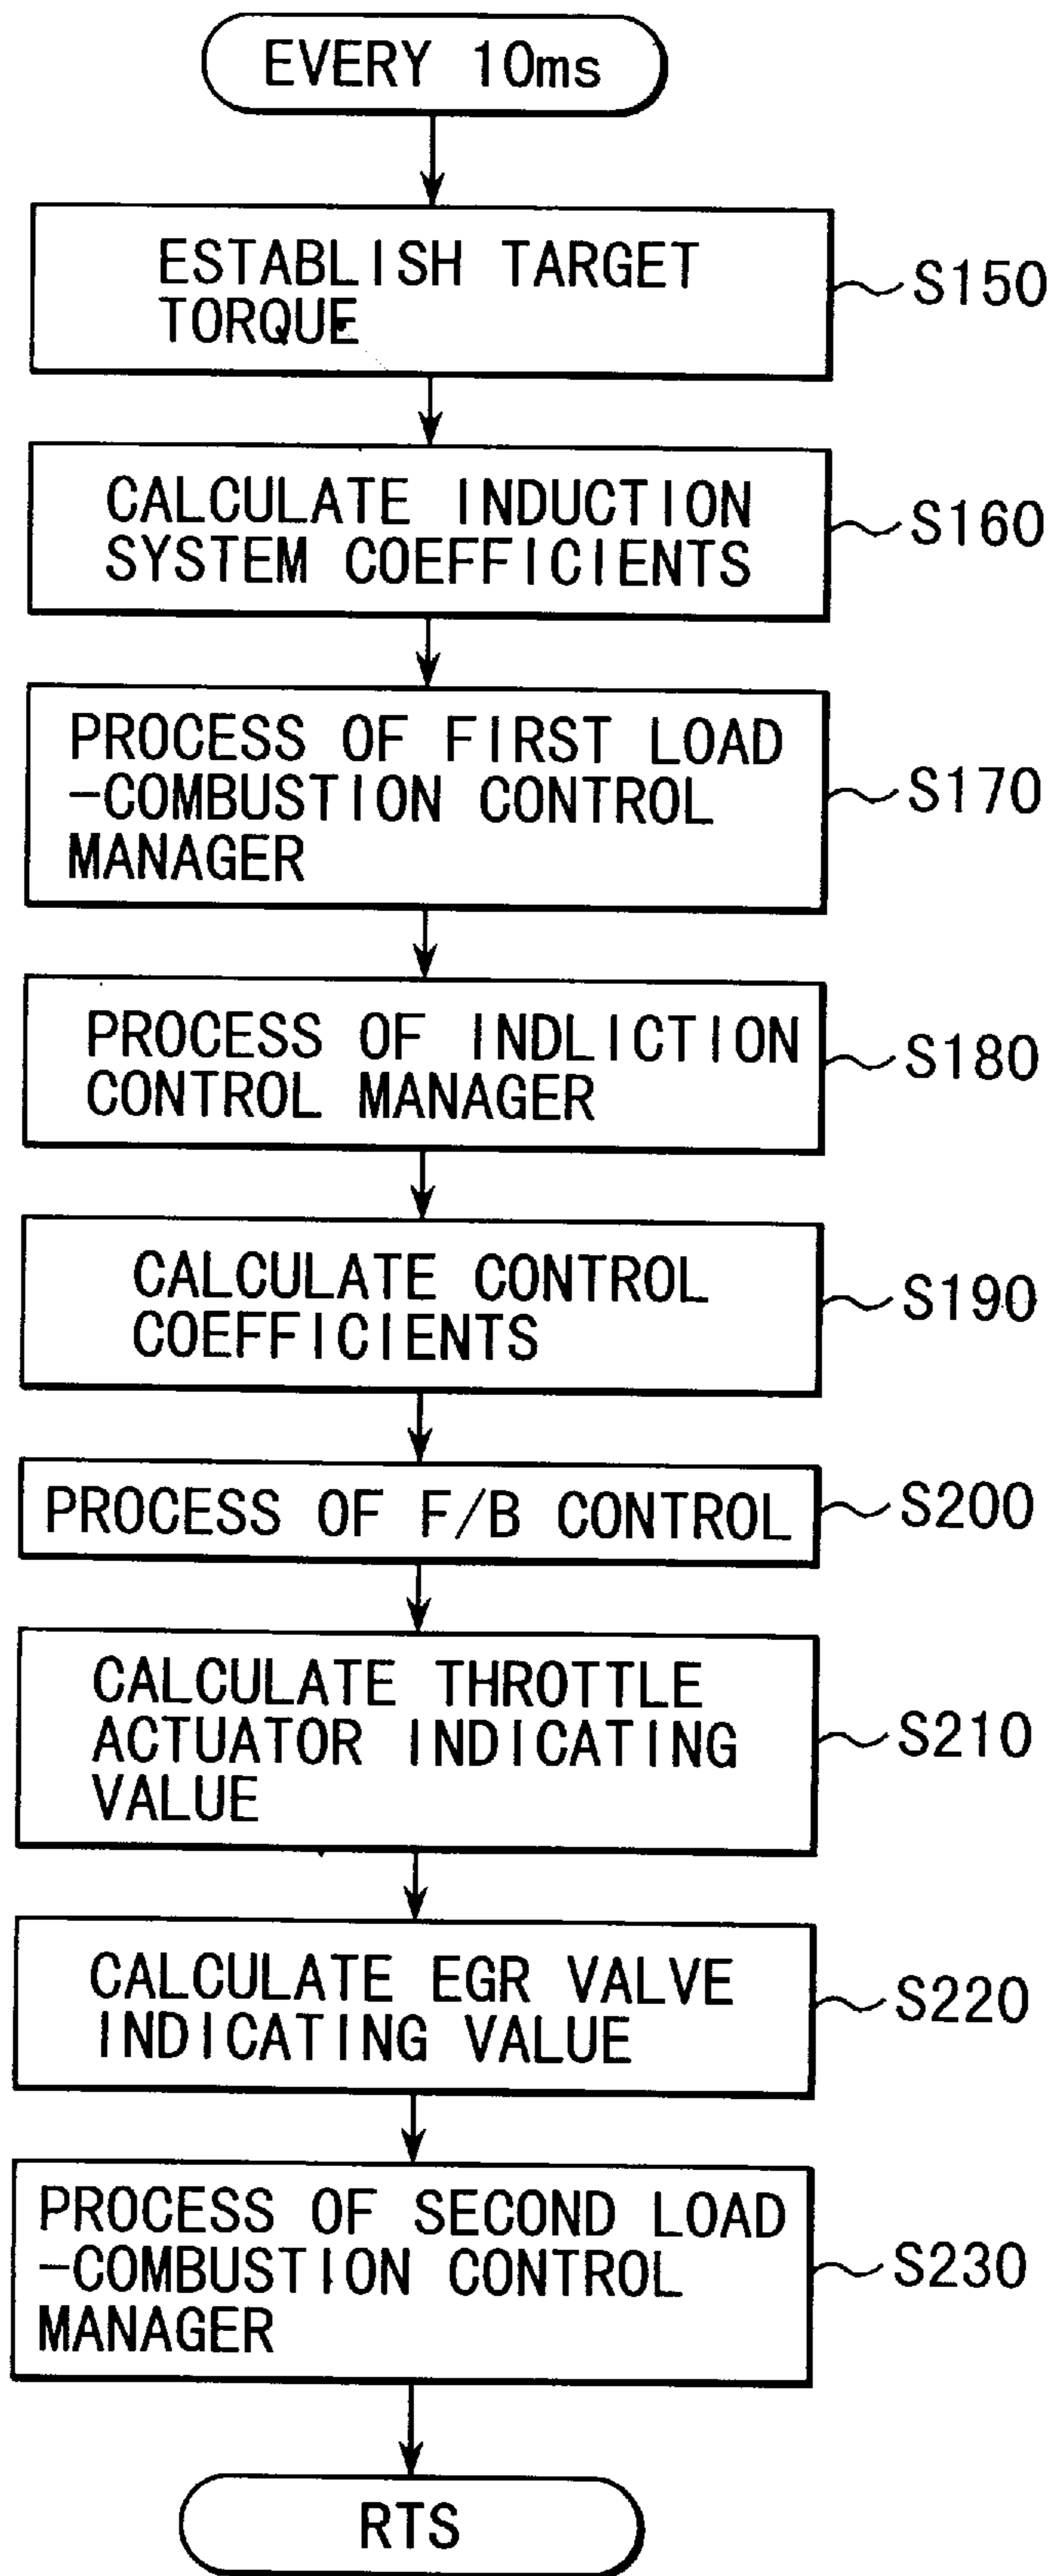 EVERY 10ms
ESTABLISH TARGET
TORQUE
S150
CALCULATE INDUCTION
SYSTEM COEFFICIENTS
S160
PROCESS OF FIRST LOAD
-COMBUSTION CONTROL
MANAGER
S170
PROCESS OF INDLICTION
CONTROL MANAGER
S180
CALCULATE CONTROL
COEFFICIENTS
S190
PROCESS OF F/B CONTROL
S200
CALCULATE THROTTLE
ACTUATOR INDICATING
VALUE
S210
CALCULATE EGR VALVE
INDICATING VALUE
S220
PROCESS OF SECOND LOAD
-COMBUSTION CONTROL
MANAGER
S230
RTS